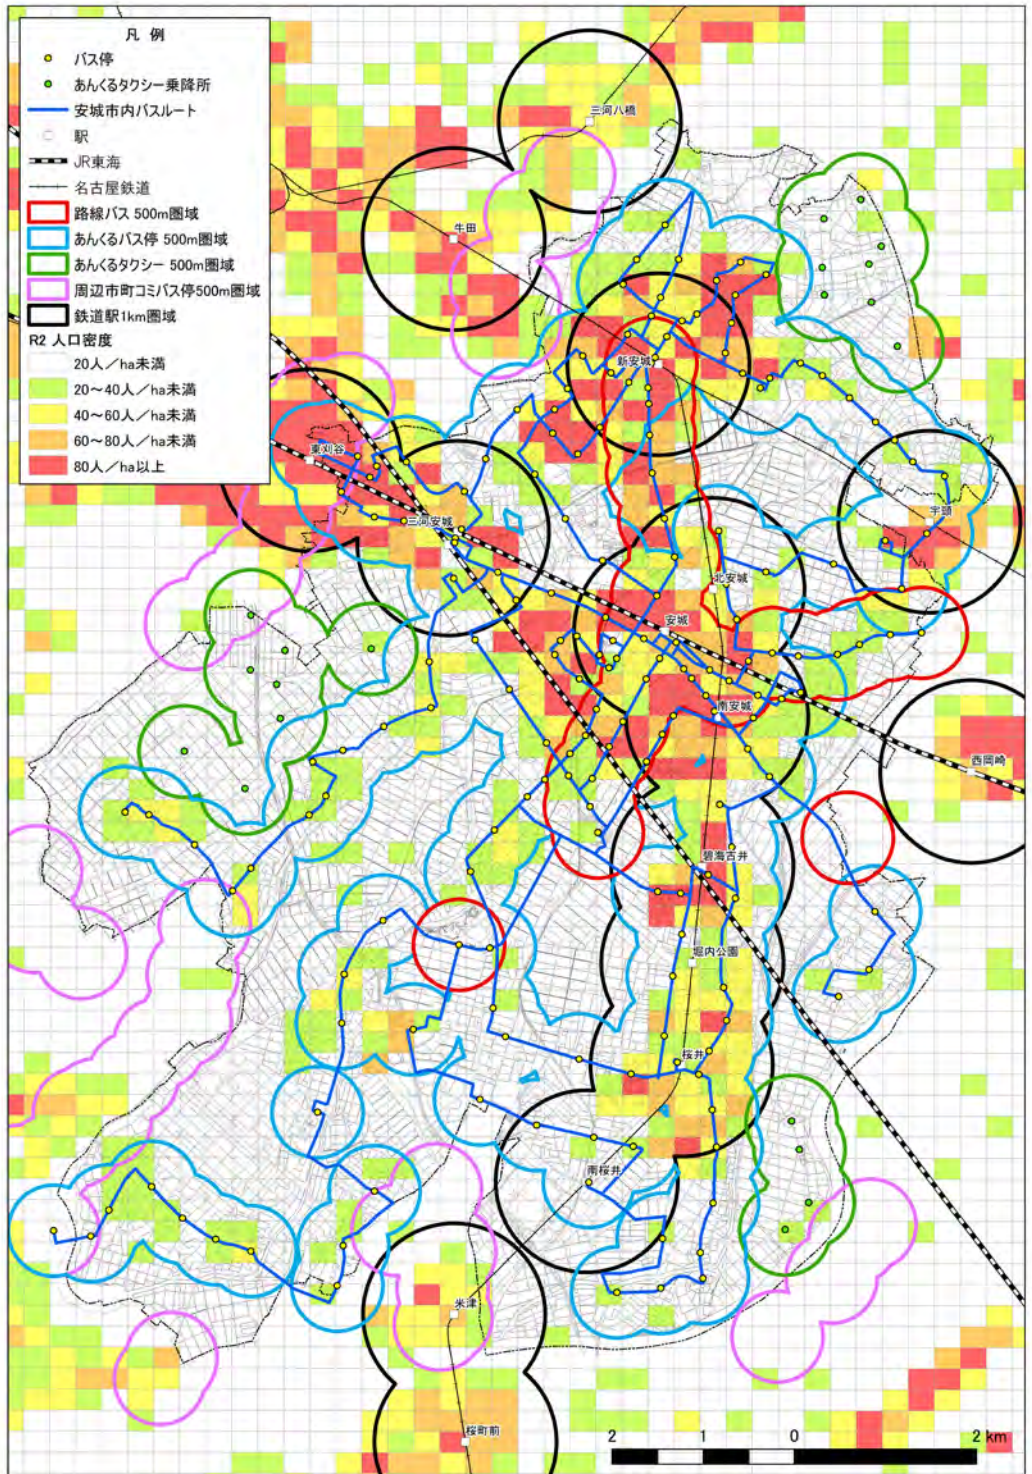 凡 例
バス停
あんくるタクシー乗降所
安城市内バスルート
駅
JR東海
名古屋鉄道
路線バス 500m圏域
あんくるバス停 500m圏域
あんくるタクシー 500m圏域
周辺市町コミバス停500m圏域
鉄道駅1km圏域
R2 人口密度
20人／ha未満
20～40人／ha未満
40～60人／ha未満
60～80人／ha未満
80人／ha以上
三河八橋
牛田
新安城
東刈谷
三河安城
宇頭
北安城
安城
南安城
西岡崎
碧海古井
堀内公園
桜井
南桜井
米津
桜町前
2 1 0 2 km